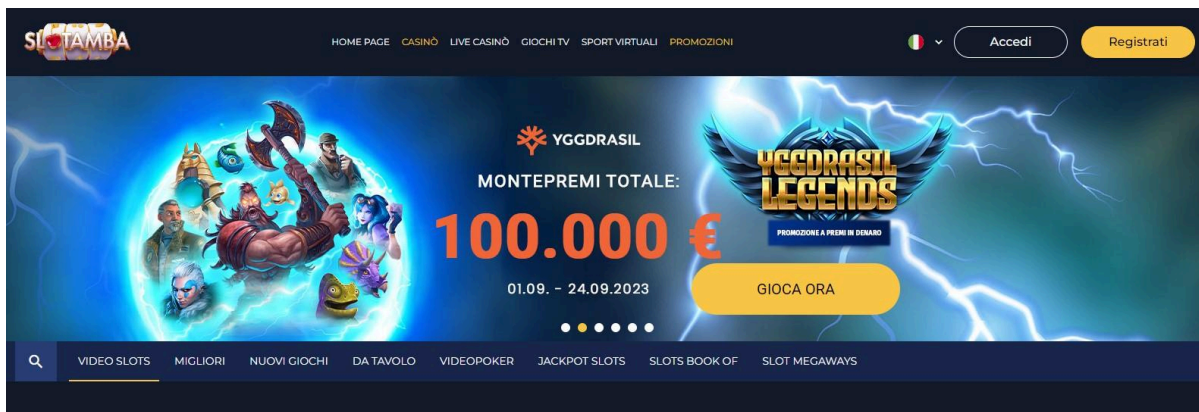 SLOTAMBA
HOME PAGE CASINÒ LIVE CASINÒ GIOCHI TV SPORT VIRTUALI PROMOZIONI
Accedi
Registrati
YGGDRASIL
MONTEPREMI TOTALE:
100.000 €
01.09. - 24.09.2023
YGGDRASIL
LEGENDS
PROMOZIONE A PREMI IN DENARO
GIOCA ORA
VIDEO SLOTS MIGLIORI NUOVI GIOCHI DA TAVOLO VIDEOPOKER JACKPOT SLOTS SLOTS BOOK OF SLOT MEGAWAYS